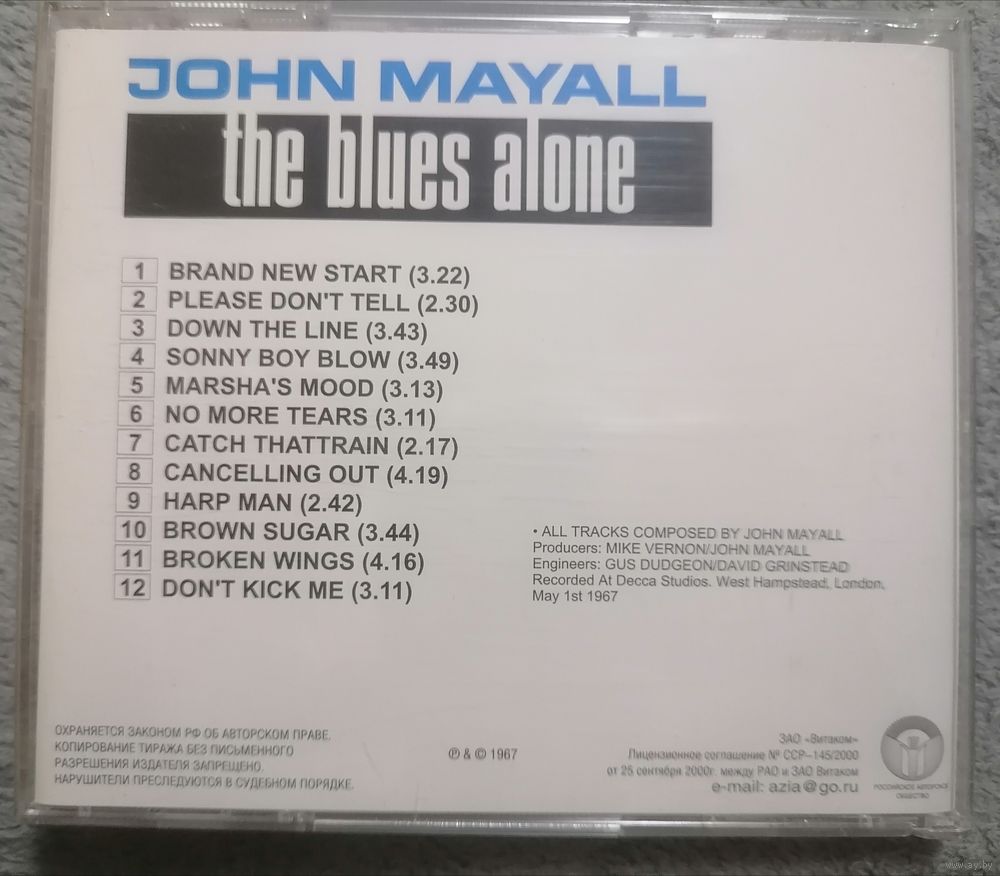 JOHN MAYALL
the blues alone
1 BRAND NEW START (3.22)
2 PLEASE DON'T TELL (2.30)
3 DOWN THE LINE (3.43)
4 SONNY BOY BLOW (3.49)
5 MARSHA'S MOOD (3.13)
6 NO MORE TEARS (3.11)
7 CATCH THATTRAIN (2.17)
8 CANCELLING OUT (4.19)
9 HARP MAN (2.42)
10 BROWN SUGAR (3.44)
11 BROKEN WINGS (4.16)
12 DON'T KICK ME (3.11)
• ALL TRACKS COMPOSED BY JOHN MAYALL
Producers: MIKE VERNON/JOHN MAYALL
Engineers: GUS DUDGEON/DAVID GRINSTEAD
Recorded At Decca Studios. West Hampstead, London,
May 1st 1967
ОХРАНЯЕТСЯ ЗАКОНОМ РФ ОБ АВТОРСКОМ ПРАВЕ.
КОПИРОВАНИЕ ТИРАЖА БЕЗ ПИСЬМЕННОГО
РАЗРЕШЕНИЯ ИЗДАТЕЛЯ ЗАПРЕЩЕНО.
НАРУШИТЕЛИ ПРЕСЛЕДУЮТСЯ В СУДЕБНОМ ПОРЯДКЕ.
℗ & © 1967
ЗАО «Витаком»
Лицензионное соглашение № ССР–145/2000
от 25 сентября 2000г. между РАО и ЗАО Витаком
e-mail: azia@go.ru
РОССИЙСКОЕ АВТОРСКОЕ
ОБЩЕСТВО
www.ay.by